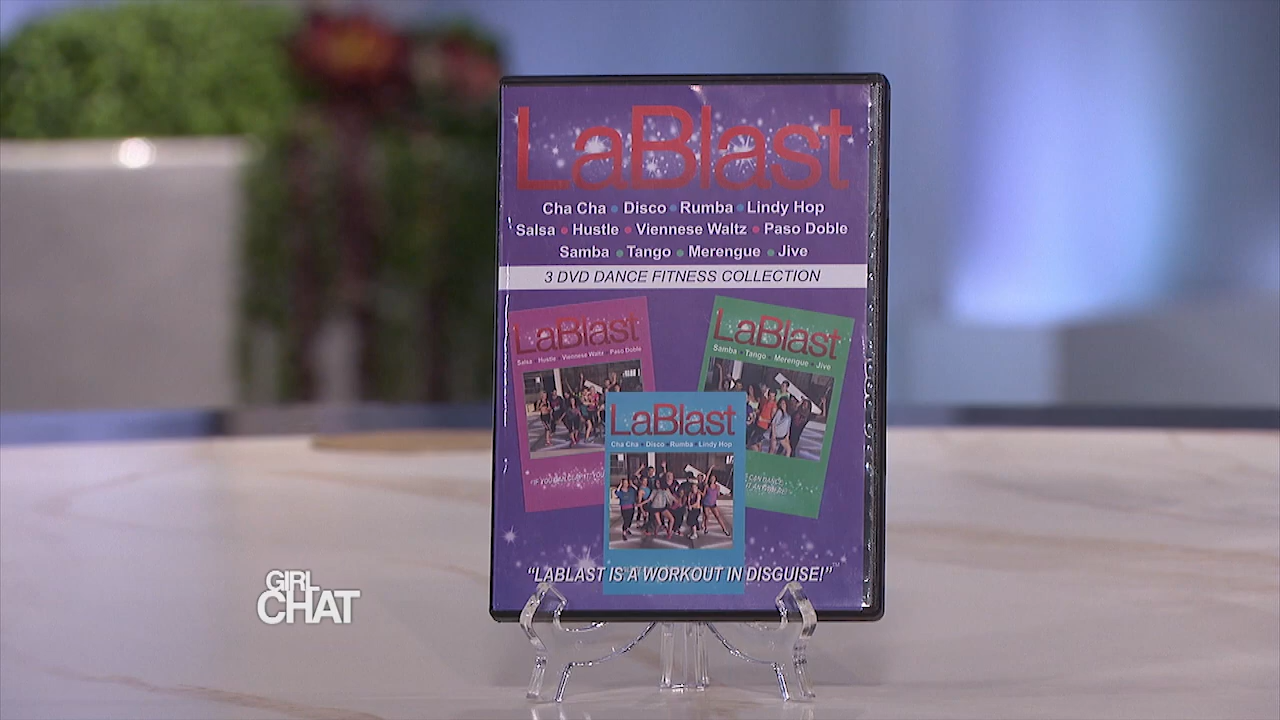 LaBlast
Cha Cha • Disco • Rumba • Lindy Hop
Salsa • Hustle • Viennese Waltz • Paso Doble
Samba • Tango • Merengue • Jive
3 DVD DANCE FITNESS COLLECTION
LaBlast
Salsa • Hustle • Viennese Waltz • Paso Doble
LaBlast
Samba • Tango • Merengue • Jive
LaBlast
Cha Cha • Disco • Rumba • Lindy Hop
"LABLAST IS A WORKOUT IN DISGUISE!"™
GIRL
CHAT